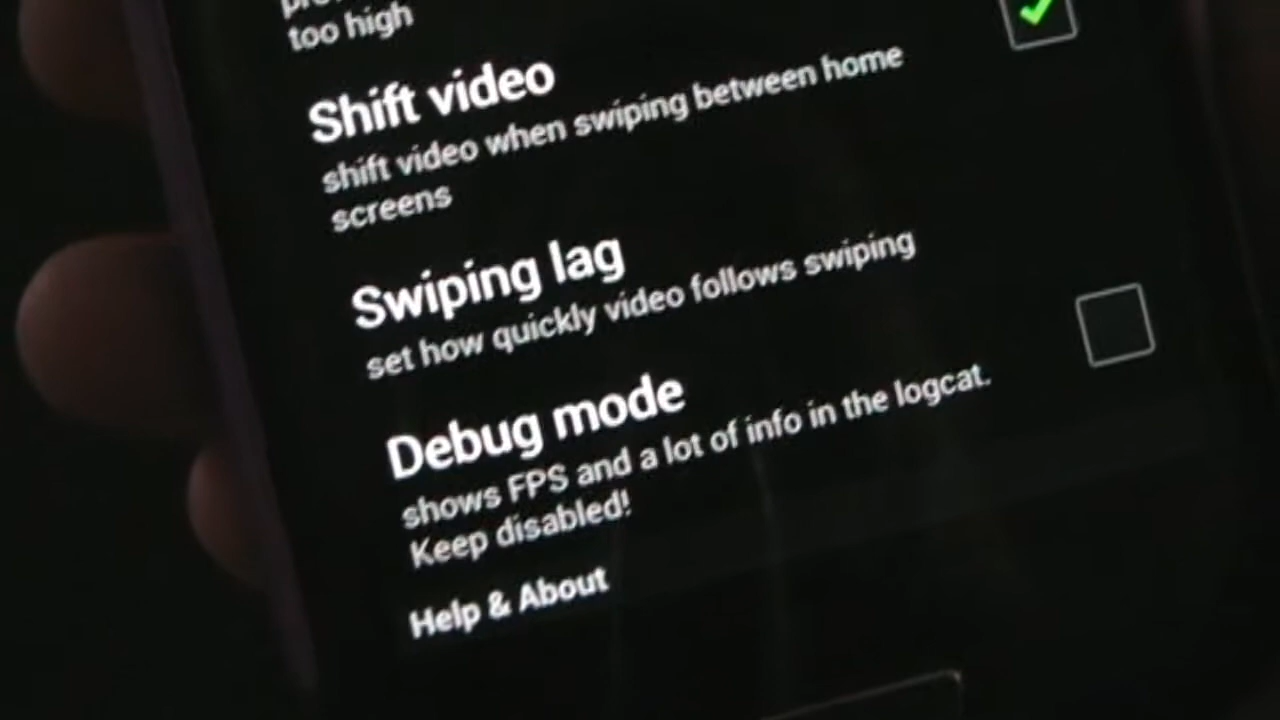 too high
Shift video
shift video when swiping between home
screens
Swiping lag
set how quickly video follows swiping
Debug mode
shows FPS and a lot of info in the logcat.
Keep disabled!
Help & About